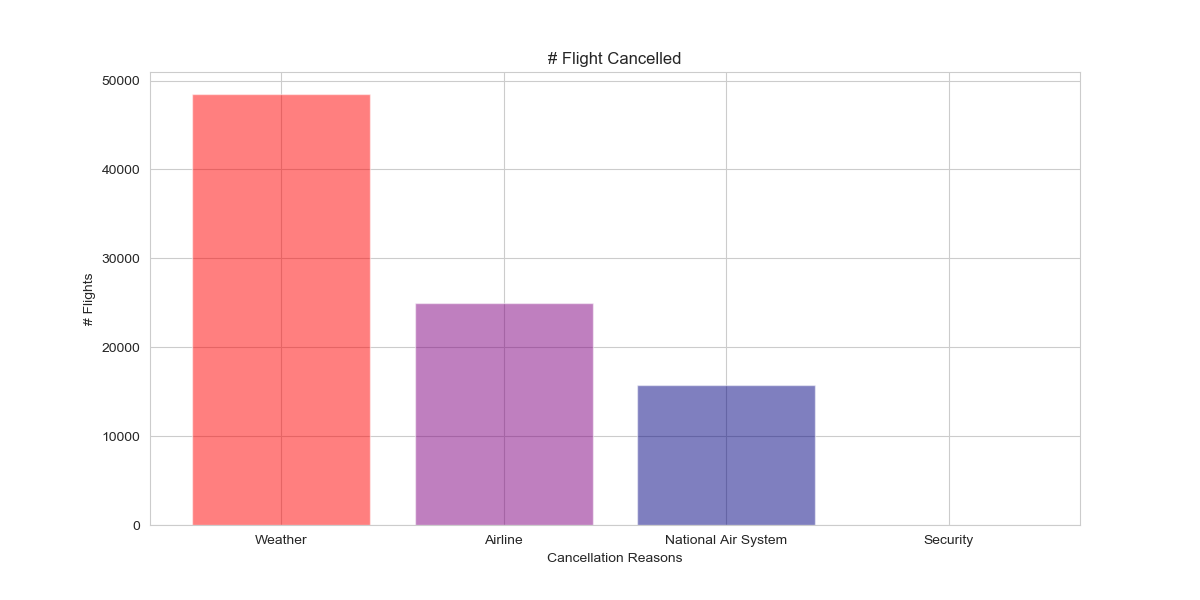 # Flight Cancelled
50000
40000
30000
20000
10000
0
# Flights
Weather
Airline
National Air System
Security
Cancellation Reasons